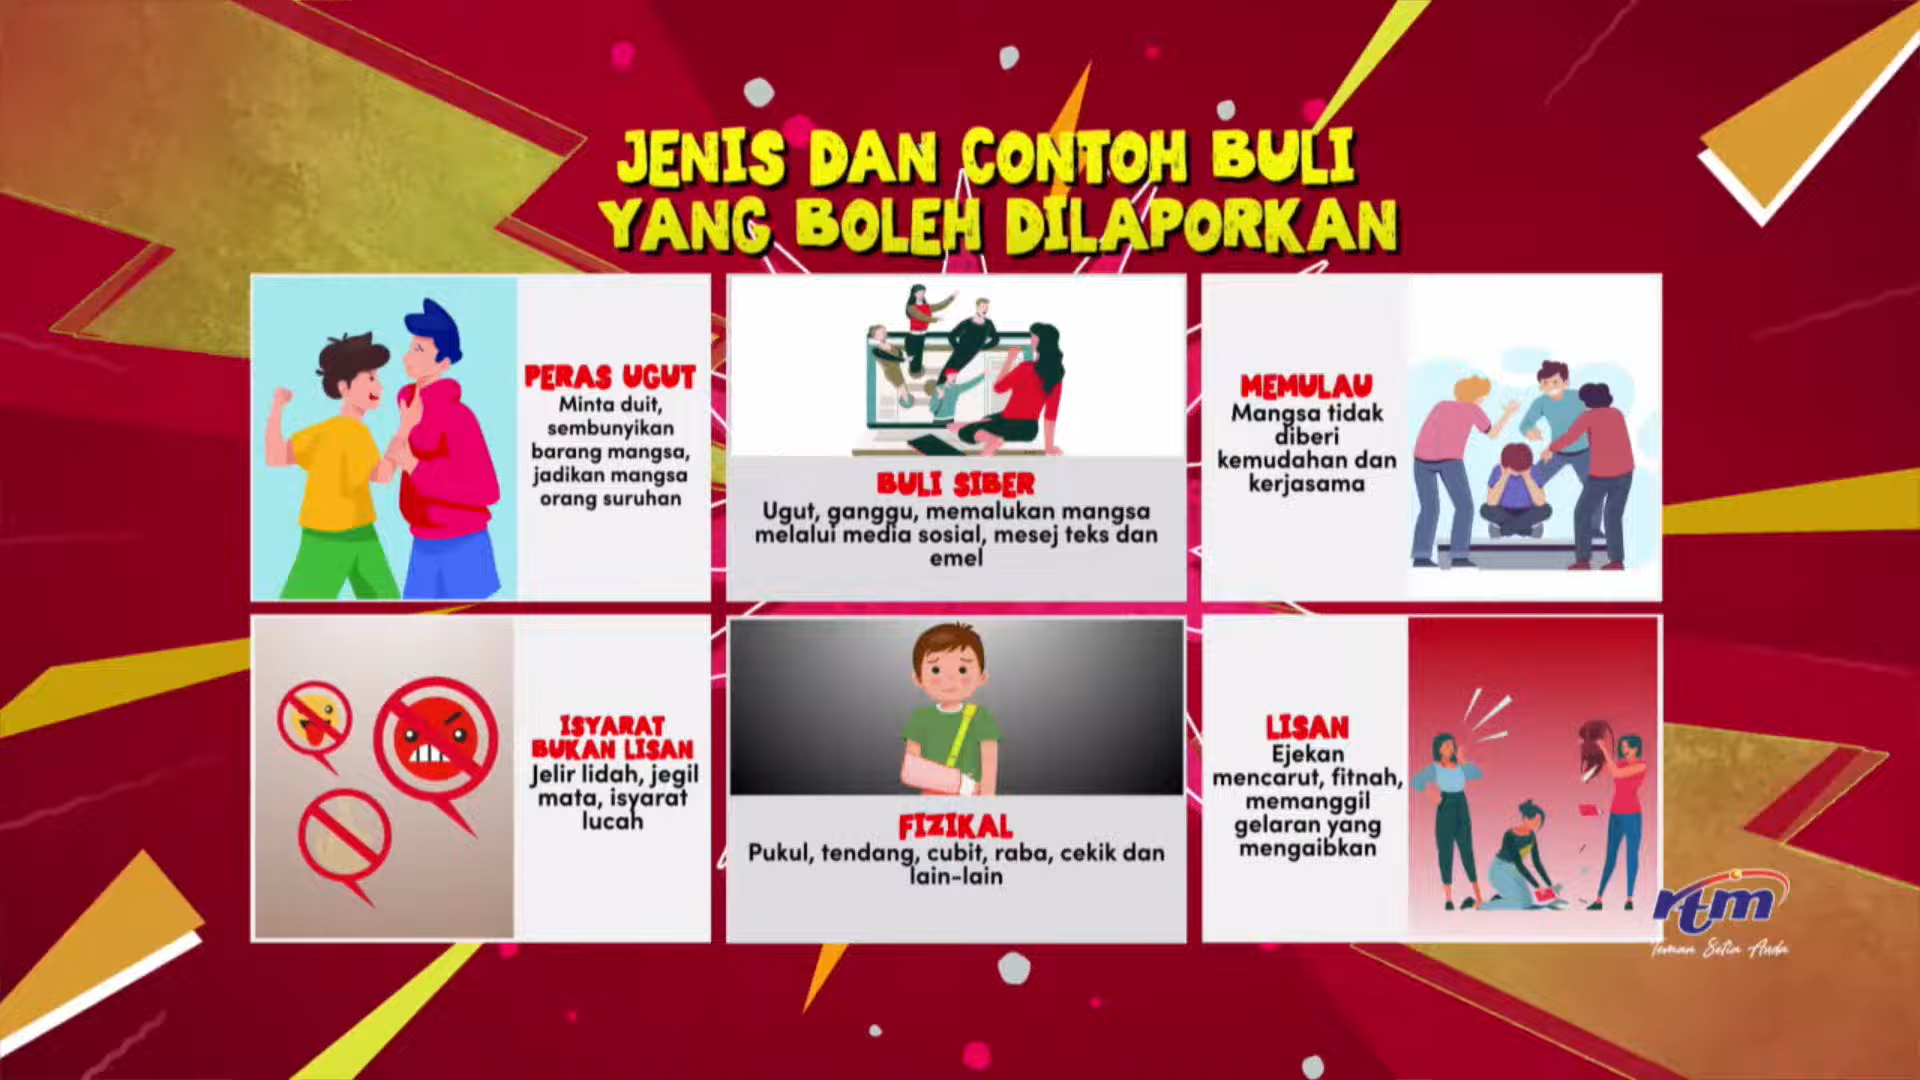 JENIS DAN CONTOH BULI
YANG BOLEH DILAPORKAN
PERAS UGUT
Minta duit,
sembunyikan
barang mangsa,
jadikan mangsa
orang suruhan
BULI SIBER
Ugut, ganggu, memalukan mangsa
melalui media sosial, mesej teks dan
emel
MEMULAU
Mangsa tidak
diberi
kemudahan dan
kerjasama
ISYARAT
BUKAN LISAN
Jelir lidah, jegil
mata, isyarat
lucah
FIZIKAL
Pukul, tendang, cubit, raba, cekik dan
lain-lain
LISAN
Ejekan
mencarut, fitnah,
memanggil
gelaran yang
mengaibkan
rtm
Teman Setia Anda